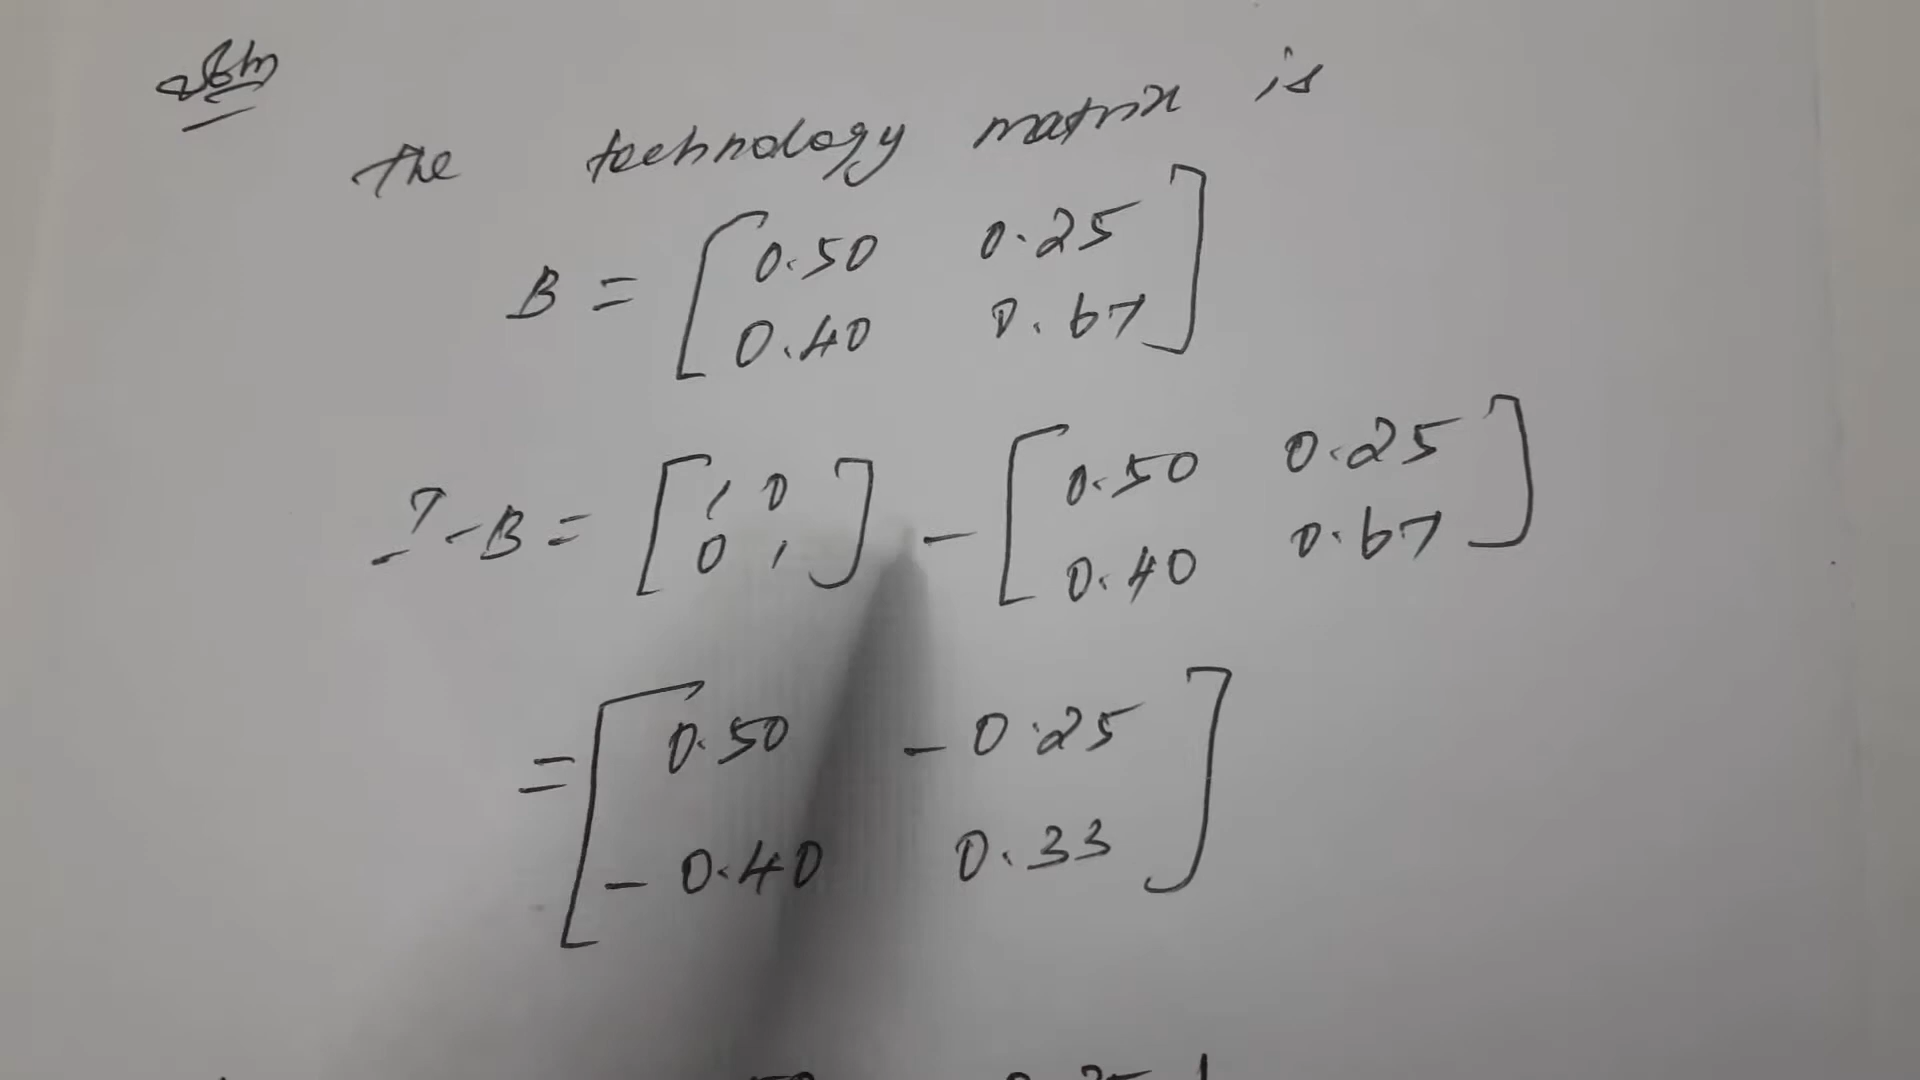 Soln
The technology matrix is
B = [ 0.50 0.25
0.40 0.67 ]
I - B = [ 1 0
0 1 ] - [ 0.50 0.25
0.40 0.67 ]
= [ 0.50 - 0.25
- 0.40 0.33 ]